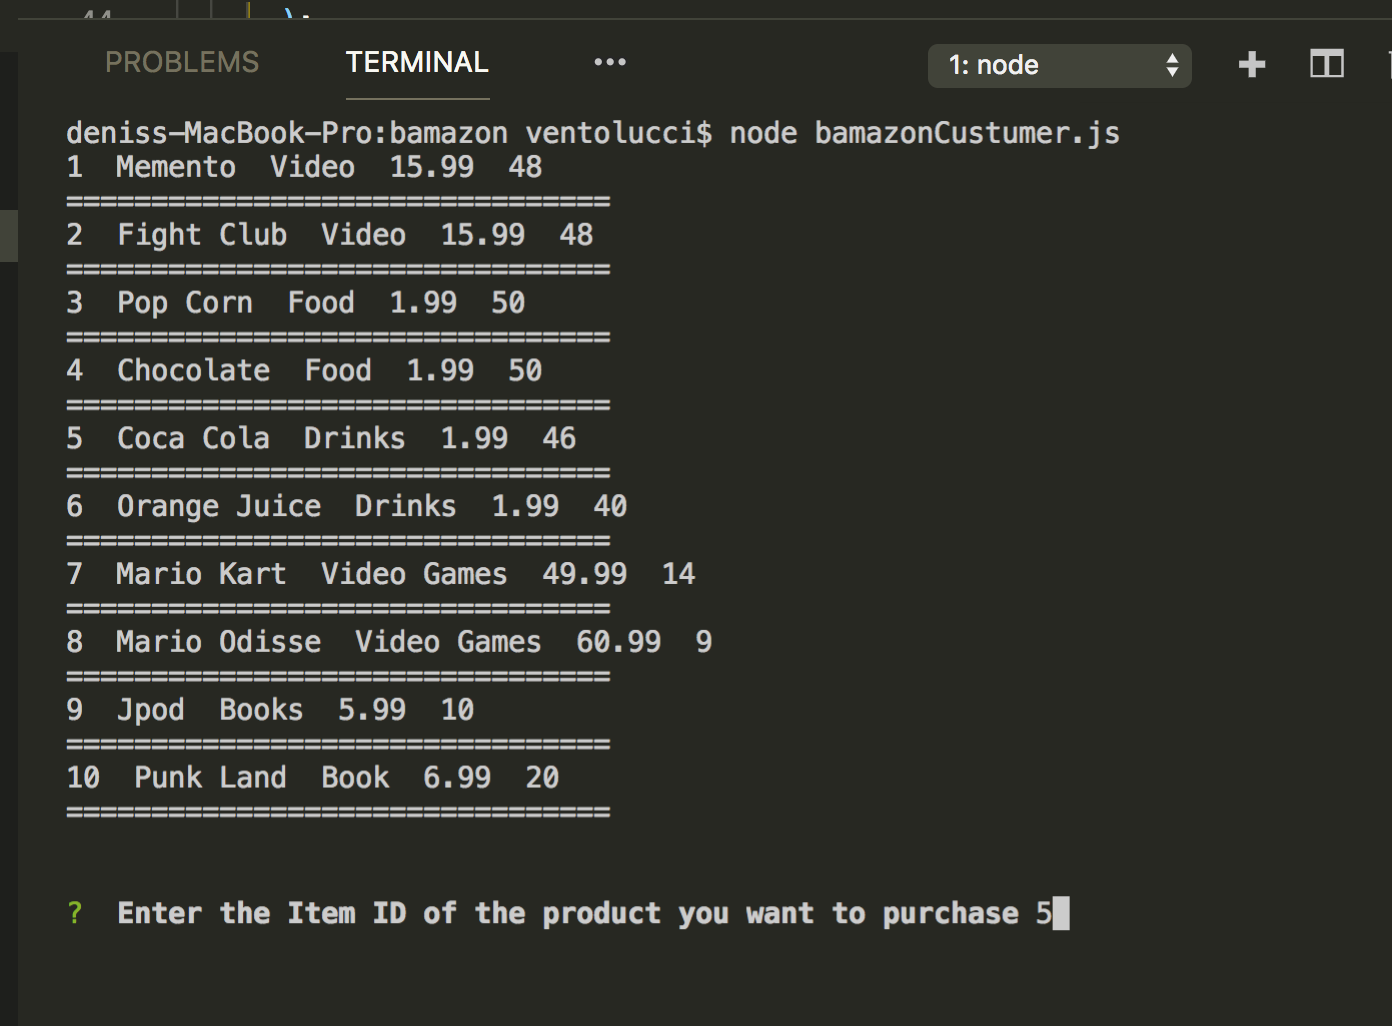 44 );
PROBLEMS TERMINAL ••• 1: node
deniss-MacBook-Pro:bamazon ventolucci$ node bamazonCustumer.js
1  Memento  Video  15.99  48
================================
2  Fight Club  Video  15.99  48
================================
3  Pop Corn  Food  1.99  50
================================
4  Chocolate  Food  1.99  50
================================
5  Coca Cola  Drinks  1.99  46
================================
6  Orange Juice  Drinks  1.99  40
================================
7  Mario Kart  Video Games  49.99  14
================================
8  Mario Odisse  Video Games  60.99  9
================================
9  Jpod  Books  5.99  10
================================
10  Punk Land  Book  6.99  20
================================
?  Enter the Item ID of the product you want to purchase 5